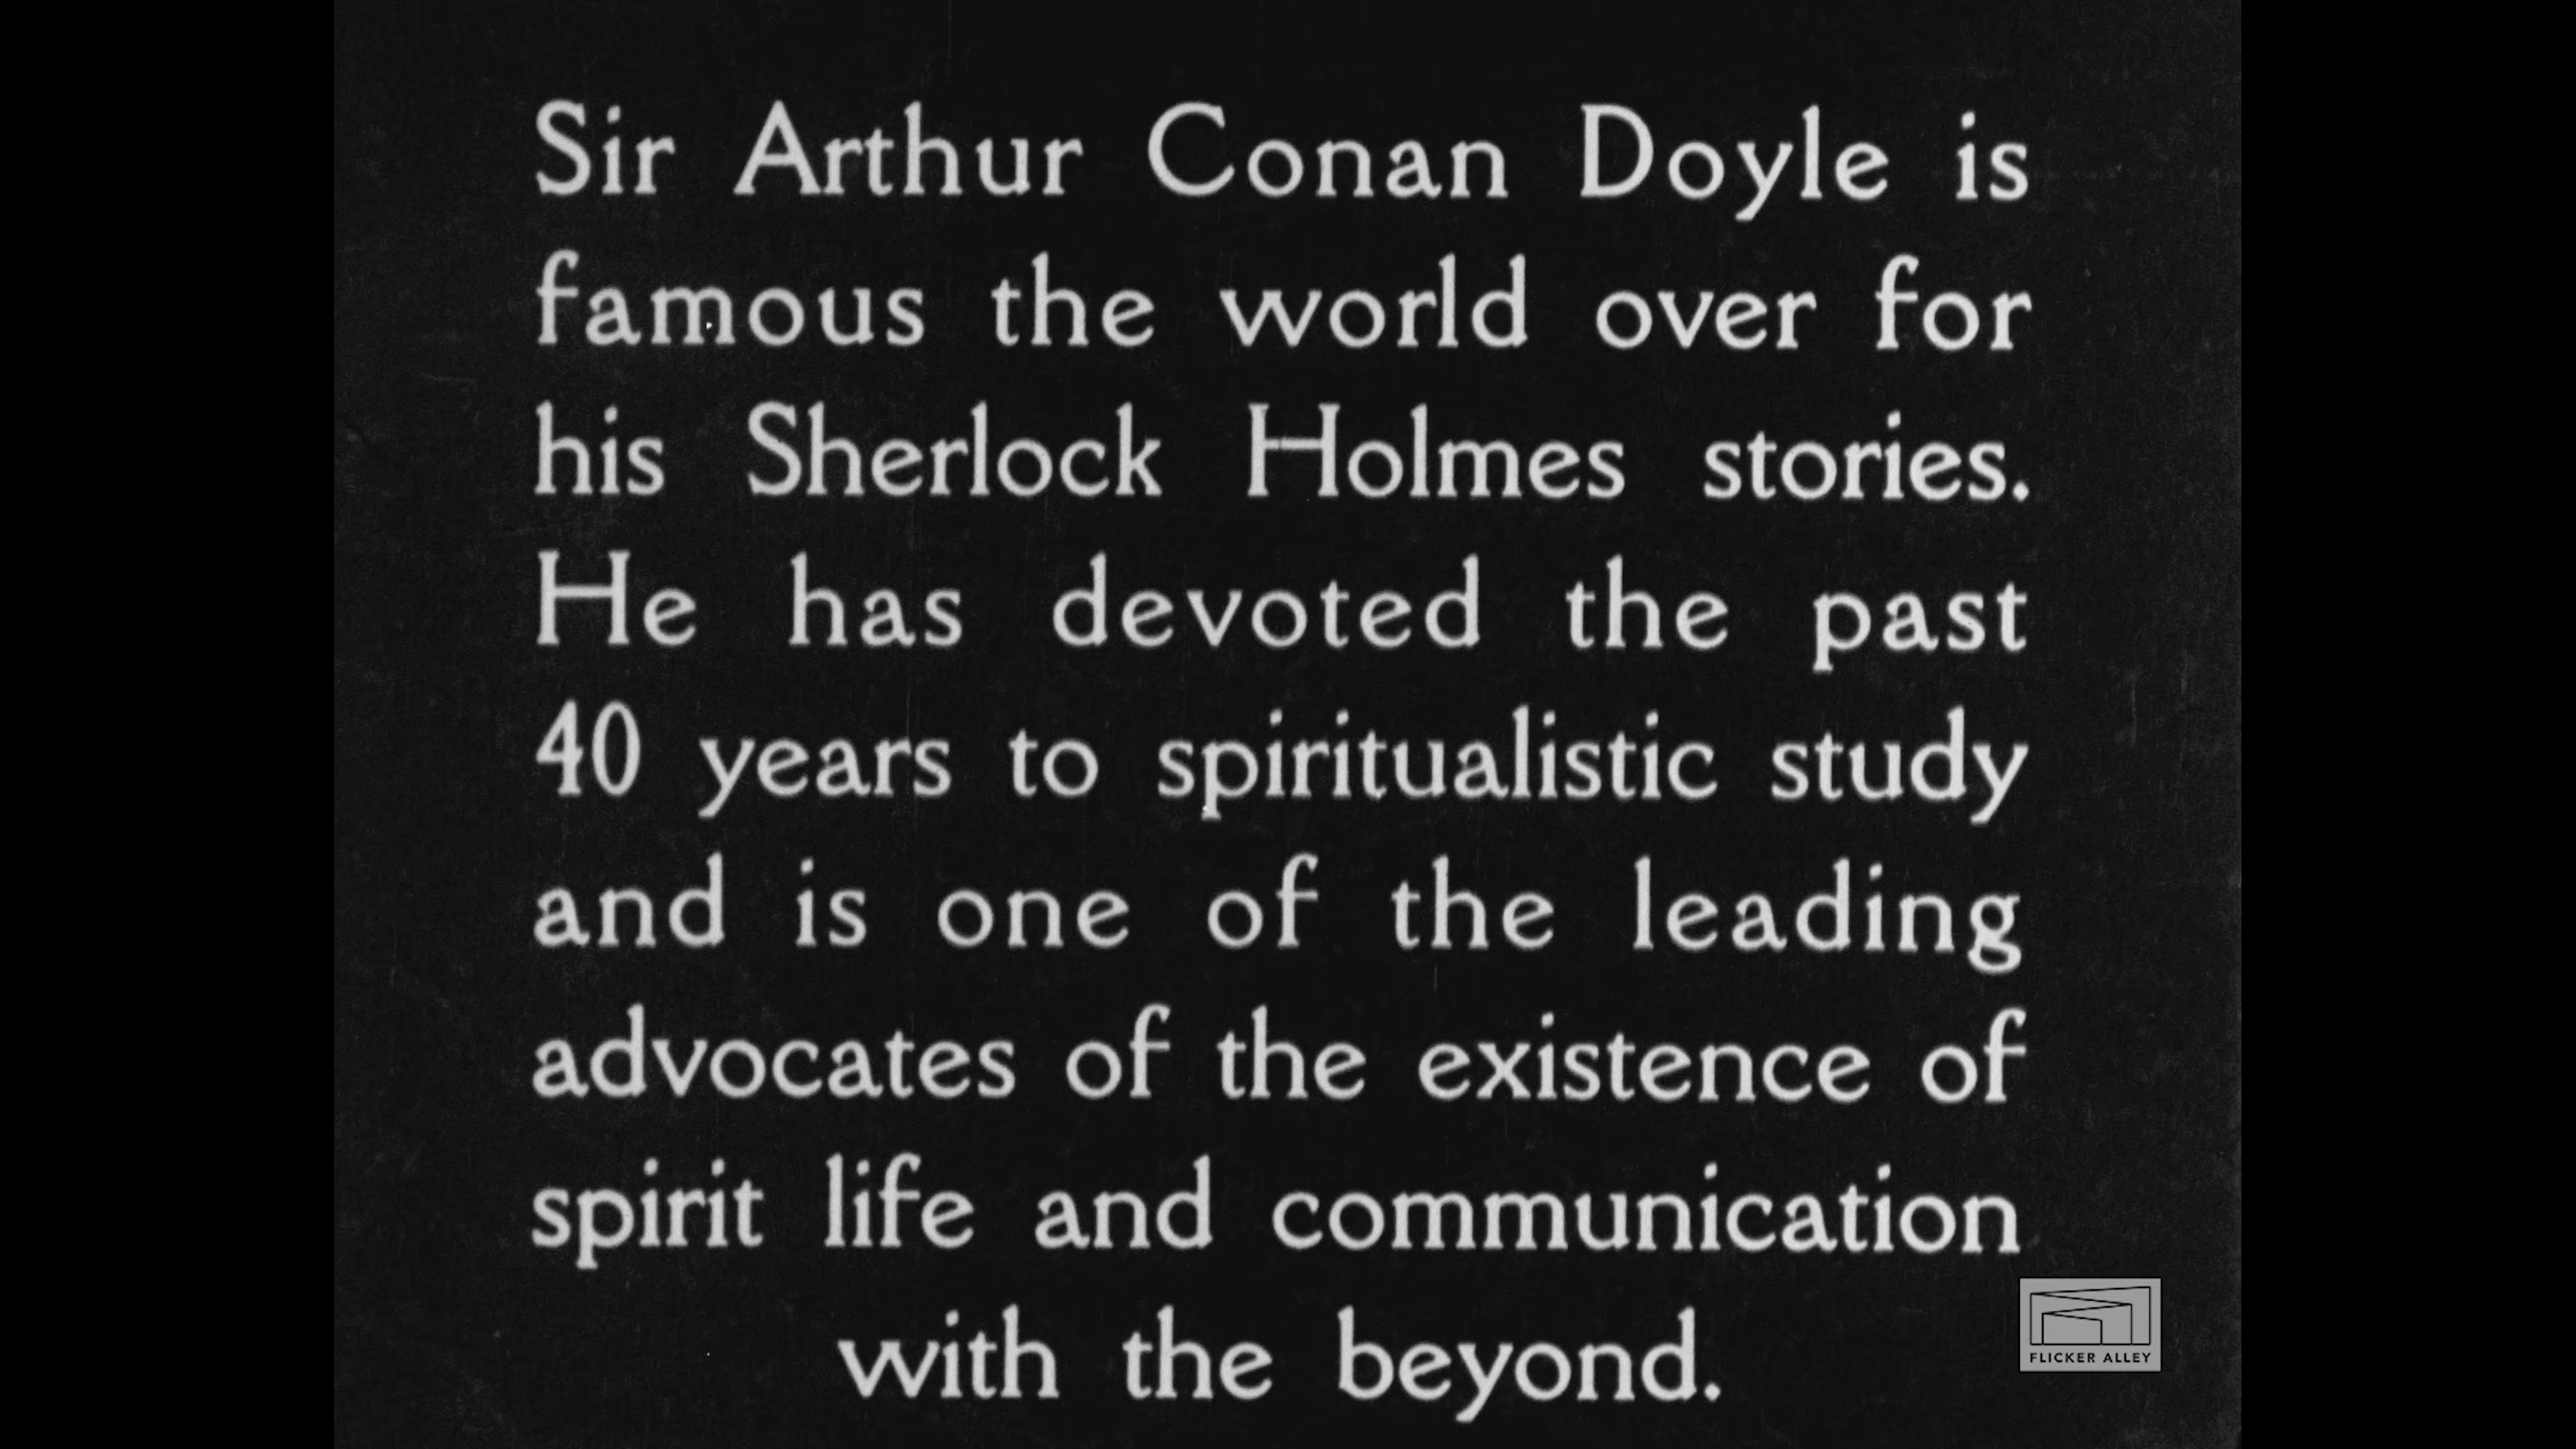 Sir Arthur Conan Doyle is
famous the world over for
his Sherlock Holmes stories.
He has devoted the past
40 years to spiritualistic study
and is one of the leading
advocates of the existence of
spirit life and communication
with the beyond.
FLICKER ALLEY